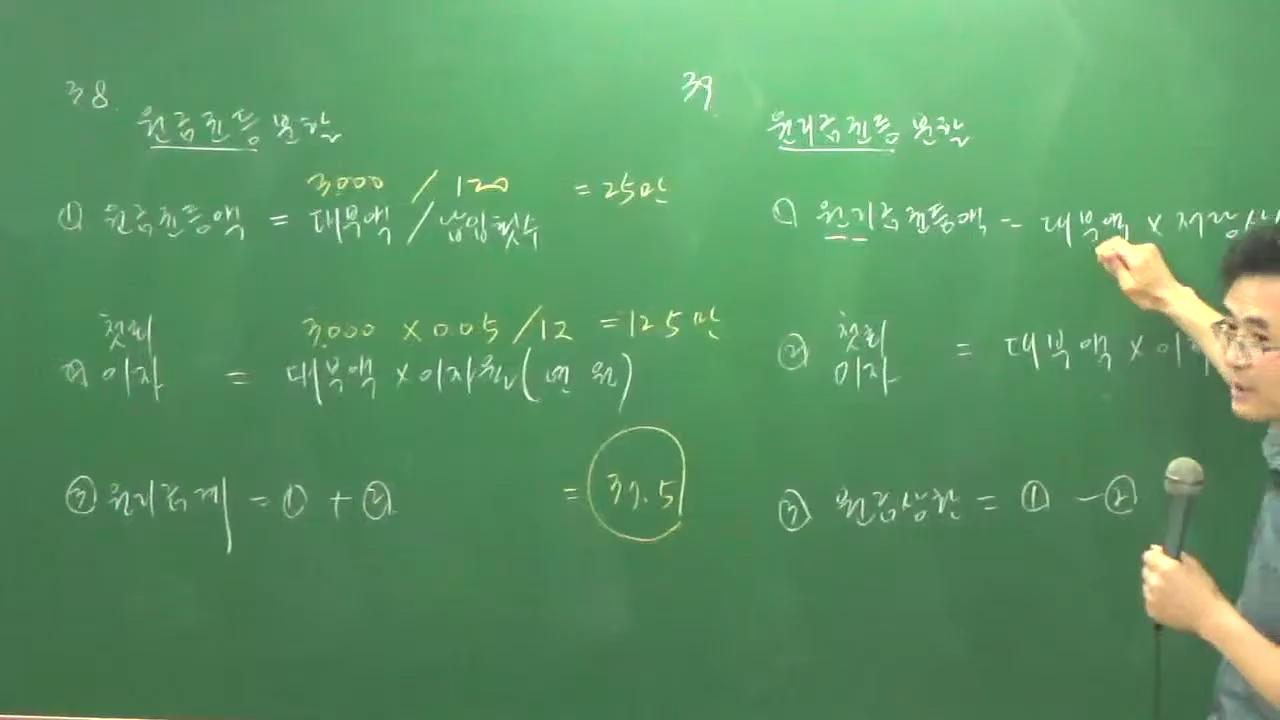 38.
원금균등 분할
3000 / 120 = 25만
① 원금균등액 = 대부액 / 납입횟수
첫회 3000 × 0.05 / 12 = 12.5만
② 이자 = 대부액 × 이자율 (연 월)
③ 원리금계 = ① + ② = 37.5
39.
원리금균등 분할
① 원리금균등액 = 대부액 × 저당상
② 첫회 이자 = 대부액 × 이자
③ 원금상환 = ① - ②